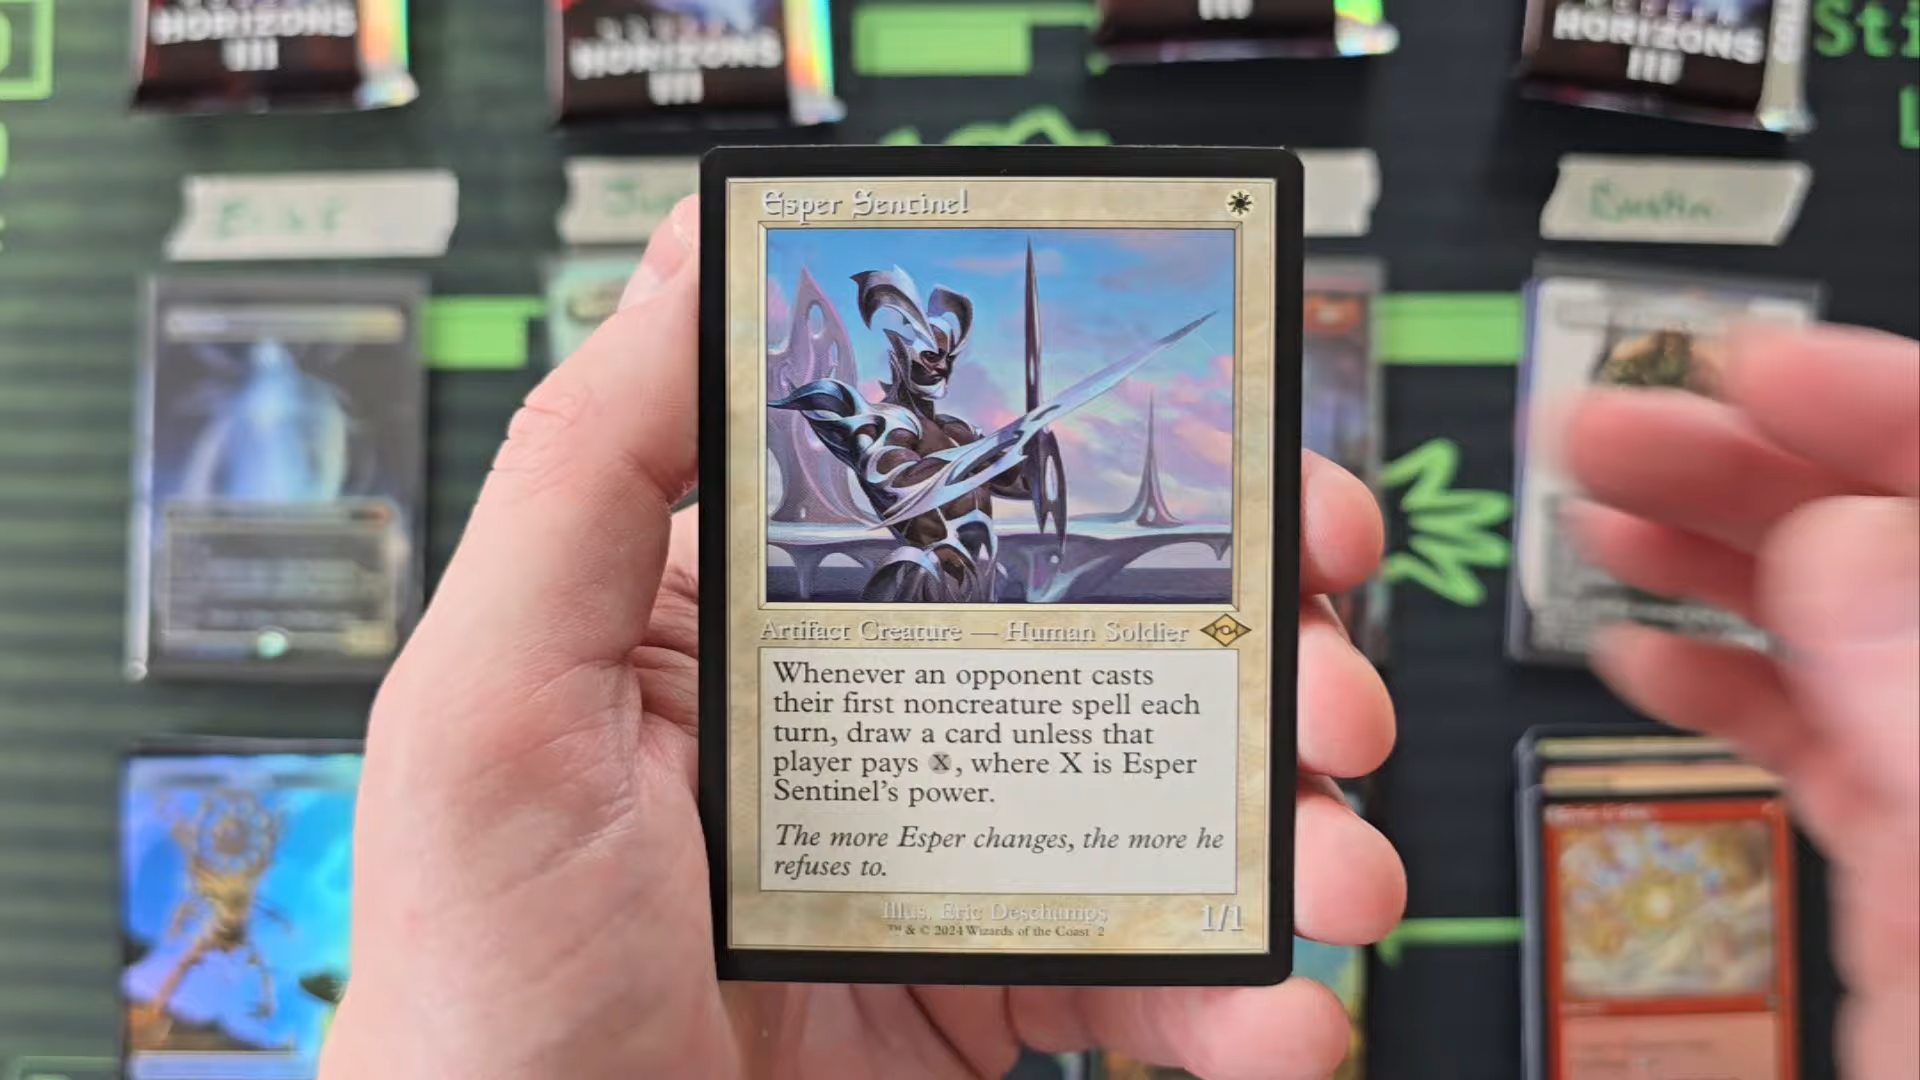 HORIZONS
III
HORIZONS
III
III
HORIZONS
III
Sti
L
Esper Sentinel
Artifact Creature — Human Soldier
Whenever an opponent casts
their first noncreature spell each
turn, draw a card unless that
player pays X, where X is Esper
Sentinel's power.
The more Esper changes, the more he
refuses to.
Illus. Eric Deschamps
1/1
™ & © 2024 Wizards of the Coast 2